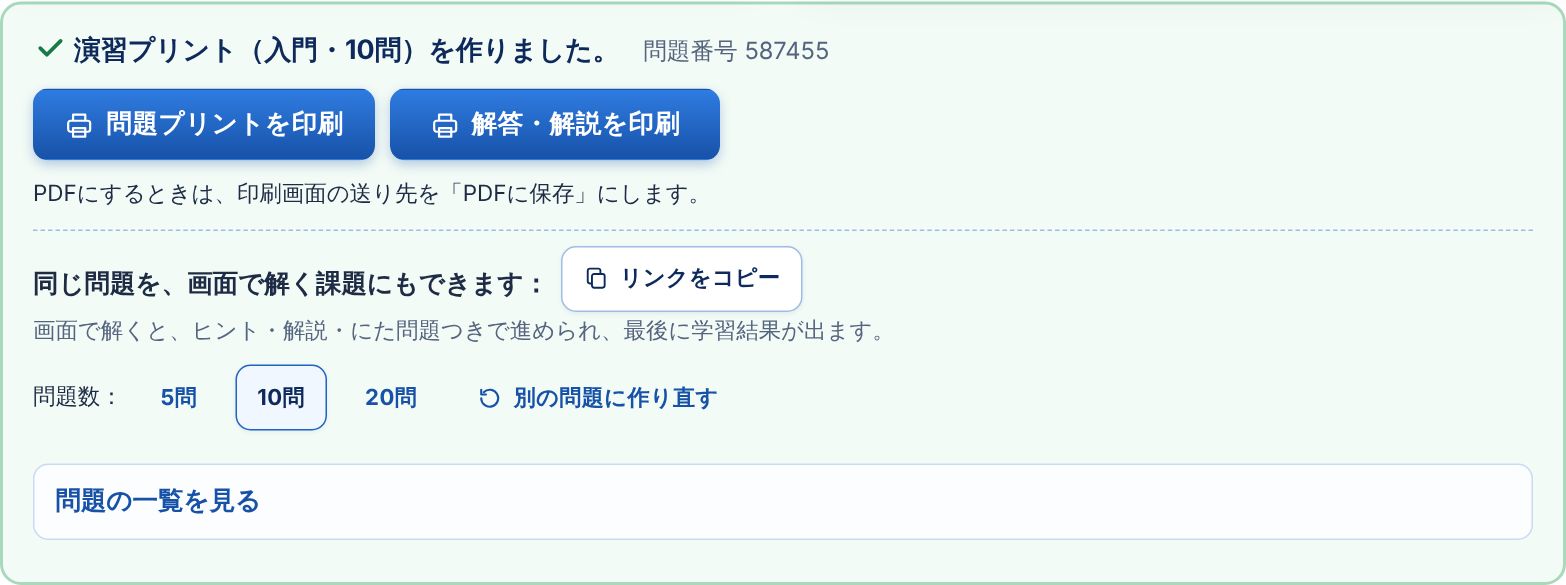 演習プリント（入門・10問）を作りました。 問題番号 587455
問題プリントを印刷 解答・解説を印刷
PDFにするときは、印刷画面の送り先を「PDFに保存」にします。
同じ問題を、画面で解く課題にもできます： リンクをコピー
画面で解くと、ヒント・解説・にた問題つきで進められ、最後に学習結果が出ます。
問題数： 5問 10問 20問 別の問題に作り直す
問題の一覧を見る